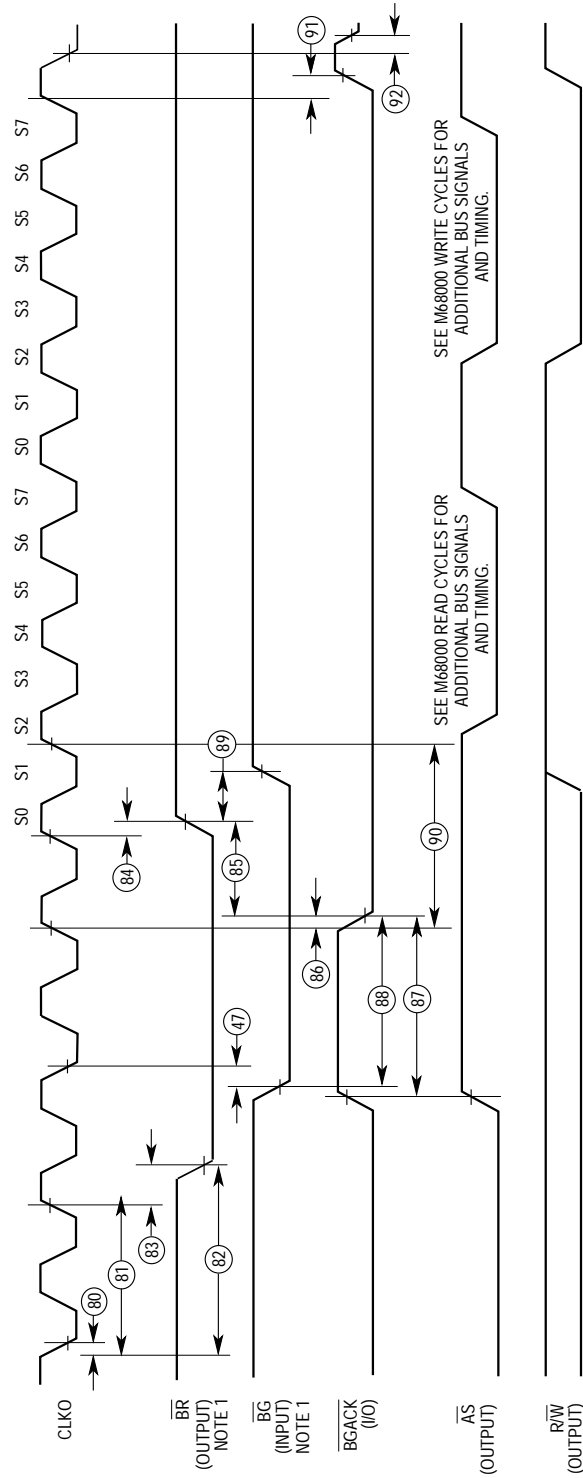 S0 S1 S2 S3 S4 S5 S6 S7 S0 S1 S2 S3 S4 S5 S6 S7
CLKO
80
81
83
82
47
84
85
89
86
88
87
90
91
92
BR
(OUTPUT)
NOTE 1
BG
(INPUT)
NOTE 1
BGACK
(I/O)
AS
(OUTPUT)
SEE M68000 READ CYCLES FOR
ADDITIONAL BUS SIGNALS
AND TIMING.
SEE M68000 WRITE CYCLES FOR
ADDITIONAL BUS SIGNALS
AND TIMING.
R/W
(OUTPUT)